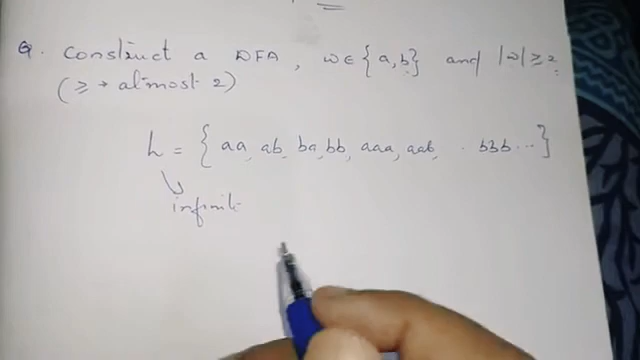 Q. Construct a DFA, w ∈ {a, b} and |w| ≥ 2
(≥ → almost 2)
L = { aa, ab, ba, bb, aaa, aab, . bbb ... }
infinite